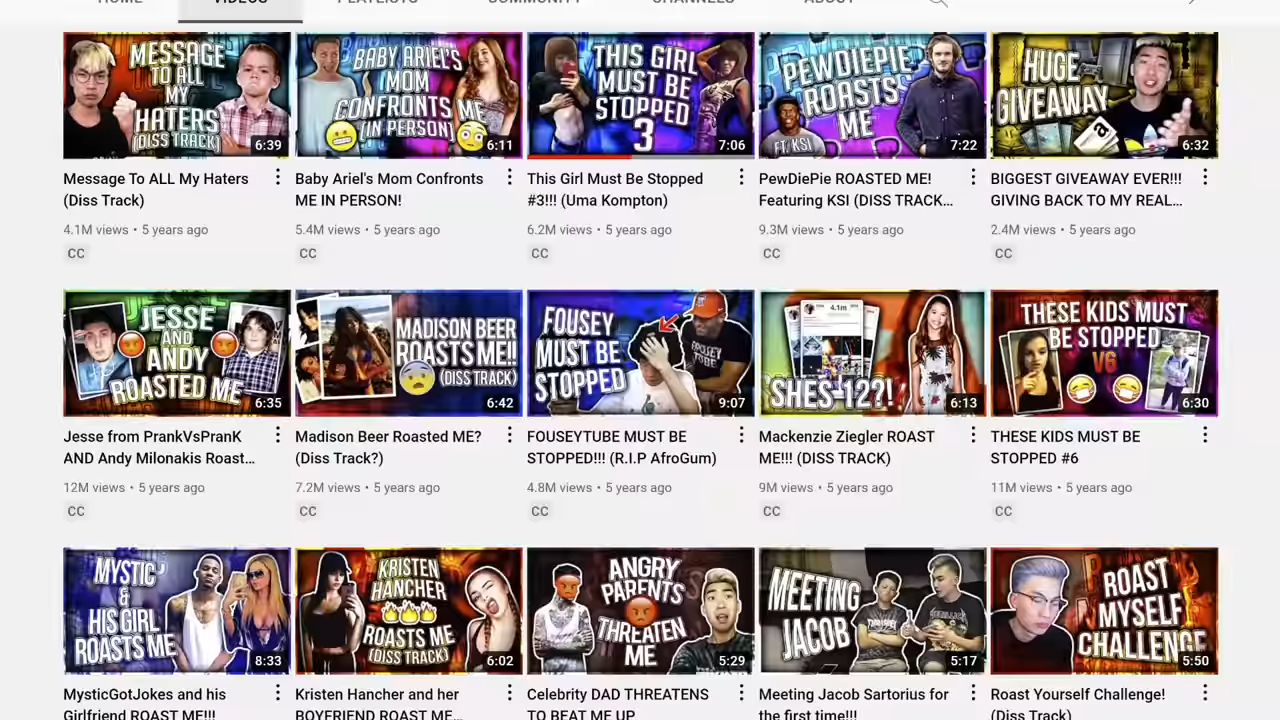 HOME VIDEOS PLAYLISTS COMMUNITY CHANNELS ABOUT
MESSAGE
TO ALL
MY
HATERS
(DISS TRACK)
6:39
BABY ARIEL'S
MOM
CONFRONTS ME
(IN PERSON)
6:11
THIS GIRL
MUST BE
STOPPED
3
7:06
PEWDIEPIE
ROASTS
ME
FT. KSI
7:22
HUGE
GIVEAWAY
6:32
Message To ALL My Haters
(Diss Track)
4.1M views • 5 years ago
CC
Baby Ariel's Mom Confronts
ME IN PERSON!
5.4M views • 5 years ago
CC
This Girl Must Be Stopped
#3!!! (Uma Kompton)
6.2M views • 5 years ago
CC
PewDiePie ROASTED ME!
Featuring KSI (DISS TRACK...
9.3M views • 5 years ago
CC
BIGGEST GIVEAWAY EVER!!!
GIVING BACK TO MY REAL...
2.4M views • 5 years ago
CC
JESSE
AND
ANDY
ROASTED ME
6:35
MADISON BEER
ROASTS ME!!
(DISS TRACK)
6:42
FOUSEY
MUST BE
STOPPED
FOUSEY
TUBE
9:07
4.1m
SHES 12?!
6:13
THESE KIDS MUST
BE STOPPED
V6
6:30
Jesse from PrankVsPranK
AND Andy Milonakis Roast...
12M views • 5 years ago
CC
Madison Beer Roasted ME?
(Diss Track?)
7.2M views • 5 years ago
CC
FOUSEYTUBE MUST BE
STOPPED!!! (R.I.P AfroGum)
4.8M views • 5 years ago
CC
Mackenzie Ziegler ROAST
ME!!! (DISS TRACK)
9M views • 5 years ago
CC
THESE KIDS MUST BE
STOPPED #6
11M views • 5 years ago
CC
MYSTIC
&
HIS GIRL
ROASTS ME
8:33
KRISTEN
HANCHER
ROASTS ME
(DISS TRACK)
6:02
ANGRY
PARENTS
THREATEN
ME
5:29
MEETING
JACOB
THRASHER
5:17
ROAST
MYSELF
CHALLENGE
5:50
MysticGotJokes and his
Girlfriend ROAST ME!!!
Kristen Hancher and her
BOYFRIEND ROAST ME...
Celebrity DAD THREATENS
TO BEAT ME UP
Meeting Jacob Sartorius for
the first time!!!
Roast Yourself Challenge!
(Diss Track)